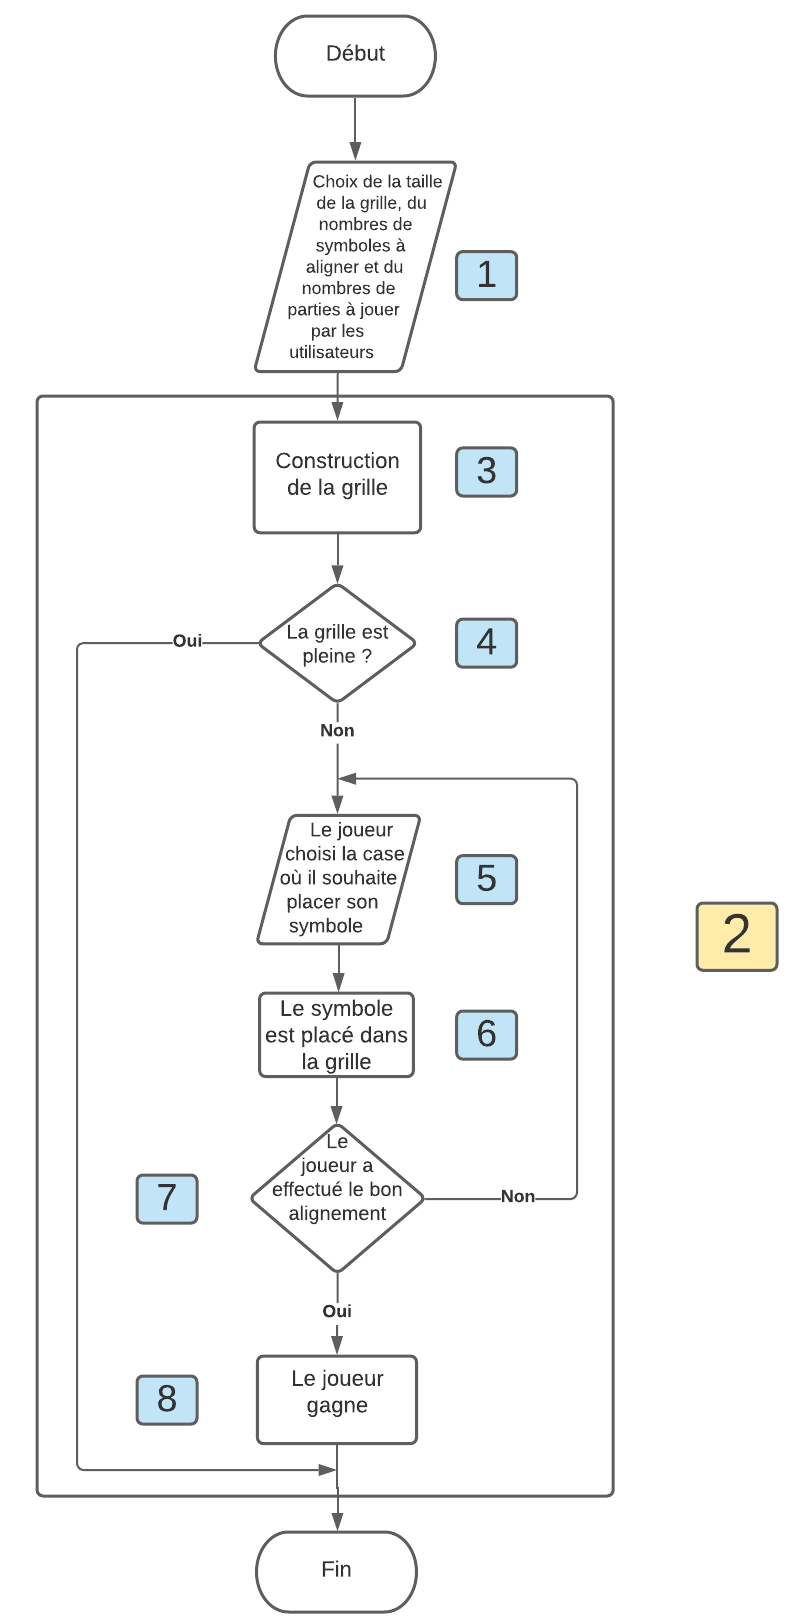 Début
Choix de la taille
de la grille, du
nombres de
symboles à
aligner et du
nombres de
parties à jouer
par les
utilisateurs
1
Construction
de la grille
3
La grille est
pleine ?
4
Oui
Non
Le joueur
choisi la case
où il souhaite
placer son
symbole
5
2
Le symbole
est placé dans
la grille
6
Le
joueur a
effectué le bon
alignement
7
Non
Oui
Le joueur
gagne
8
Fin